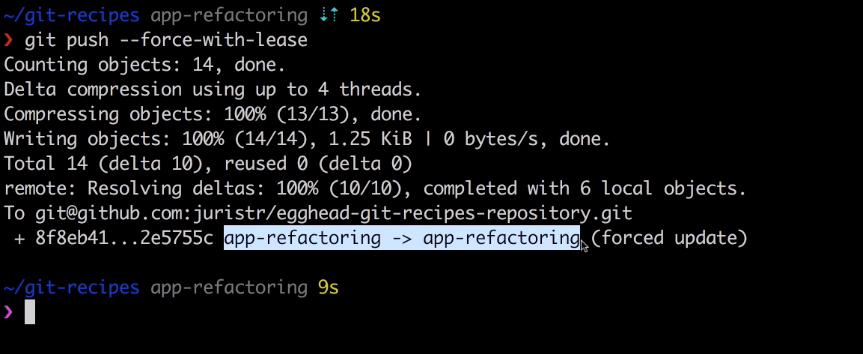 ~/git-recipes app-refactoring ⇣⇡ 18s
❯ git push --force-with-lease
Counting objects: 14, done.
Delta compression using up to 4 threads.
Compressing objects: 100% (13/13), done.
Writing objects: 100% (14/14), 1.25 KiB | 0 bytes/s, done.
Total 14 (delta 10), reused 0 (delta 0)
remote: Resolving deltas: 100% (10/10), completed with 6 local objects.
To git@github.com:juristr/egghead-git-recipes-repository.git
 + 8f8eb41...2e5755c app-refactoring -> app-refactoring (forced update)
~/git-recipes app-refactoring 9s
❯